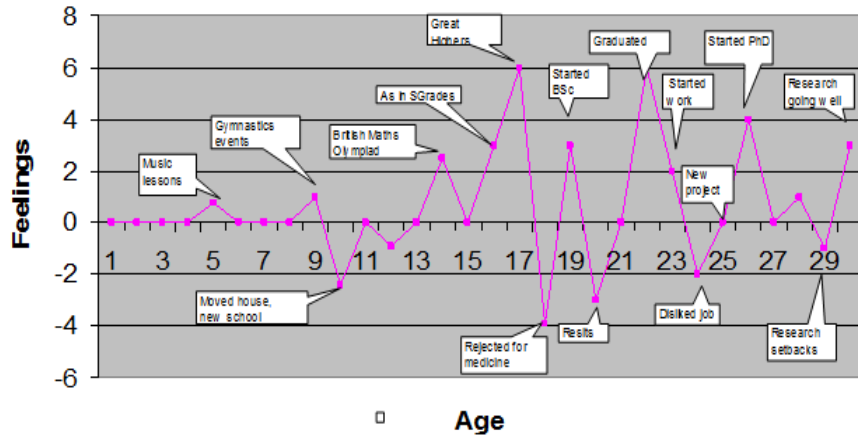 8
6
4
2
0
-2
-4
-6
Feelings
1 3 5 7 9 11 13 15 17 19 21 23 25 27 29
Age
Music
lessons
Gymnastics
events
Moved house,
new school
British Maths
Olympiad
As in SGrades
Great
Highers
Rejected for
medicine
Started
BSc
Resits
Graduated
Started
work
Disliked job
New
project
Started PhD
Research
setbacks
Research
going well